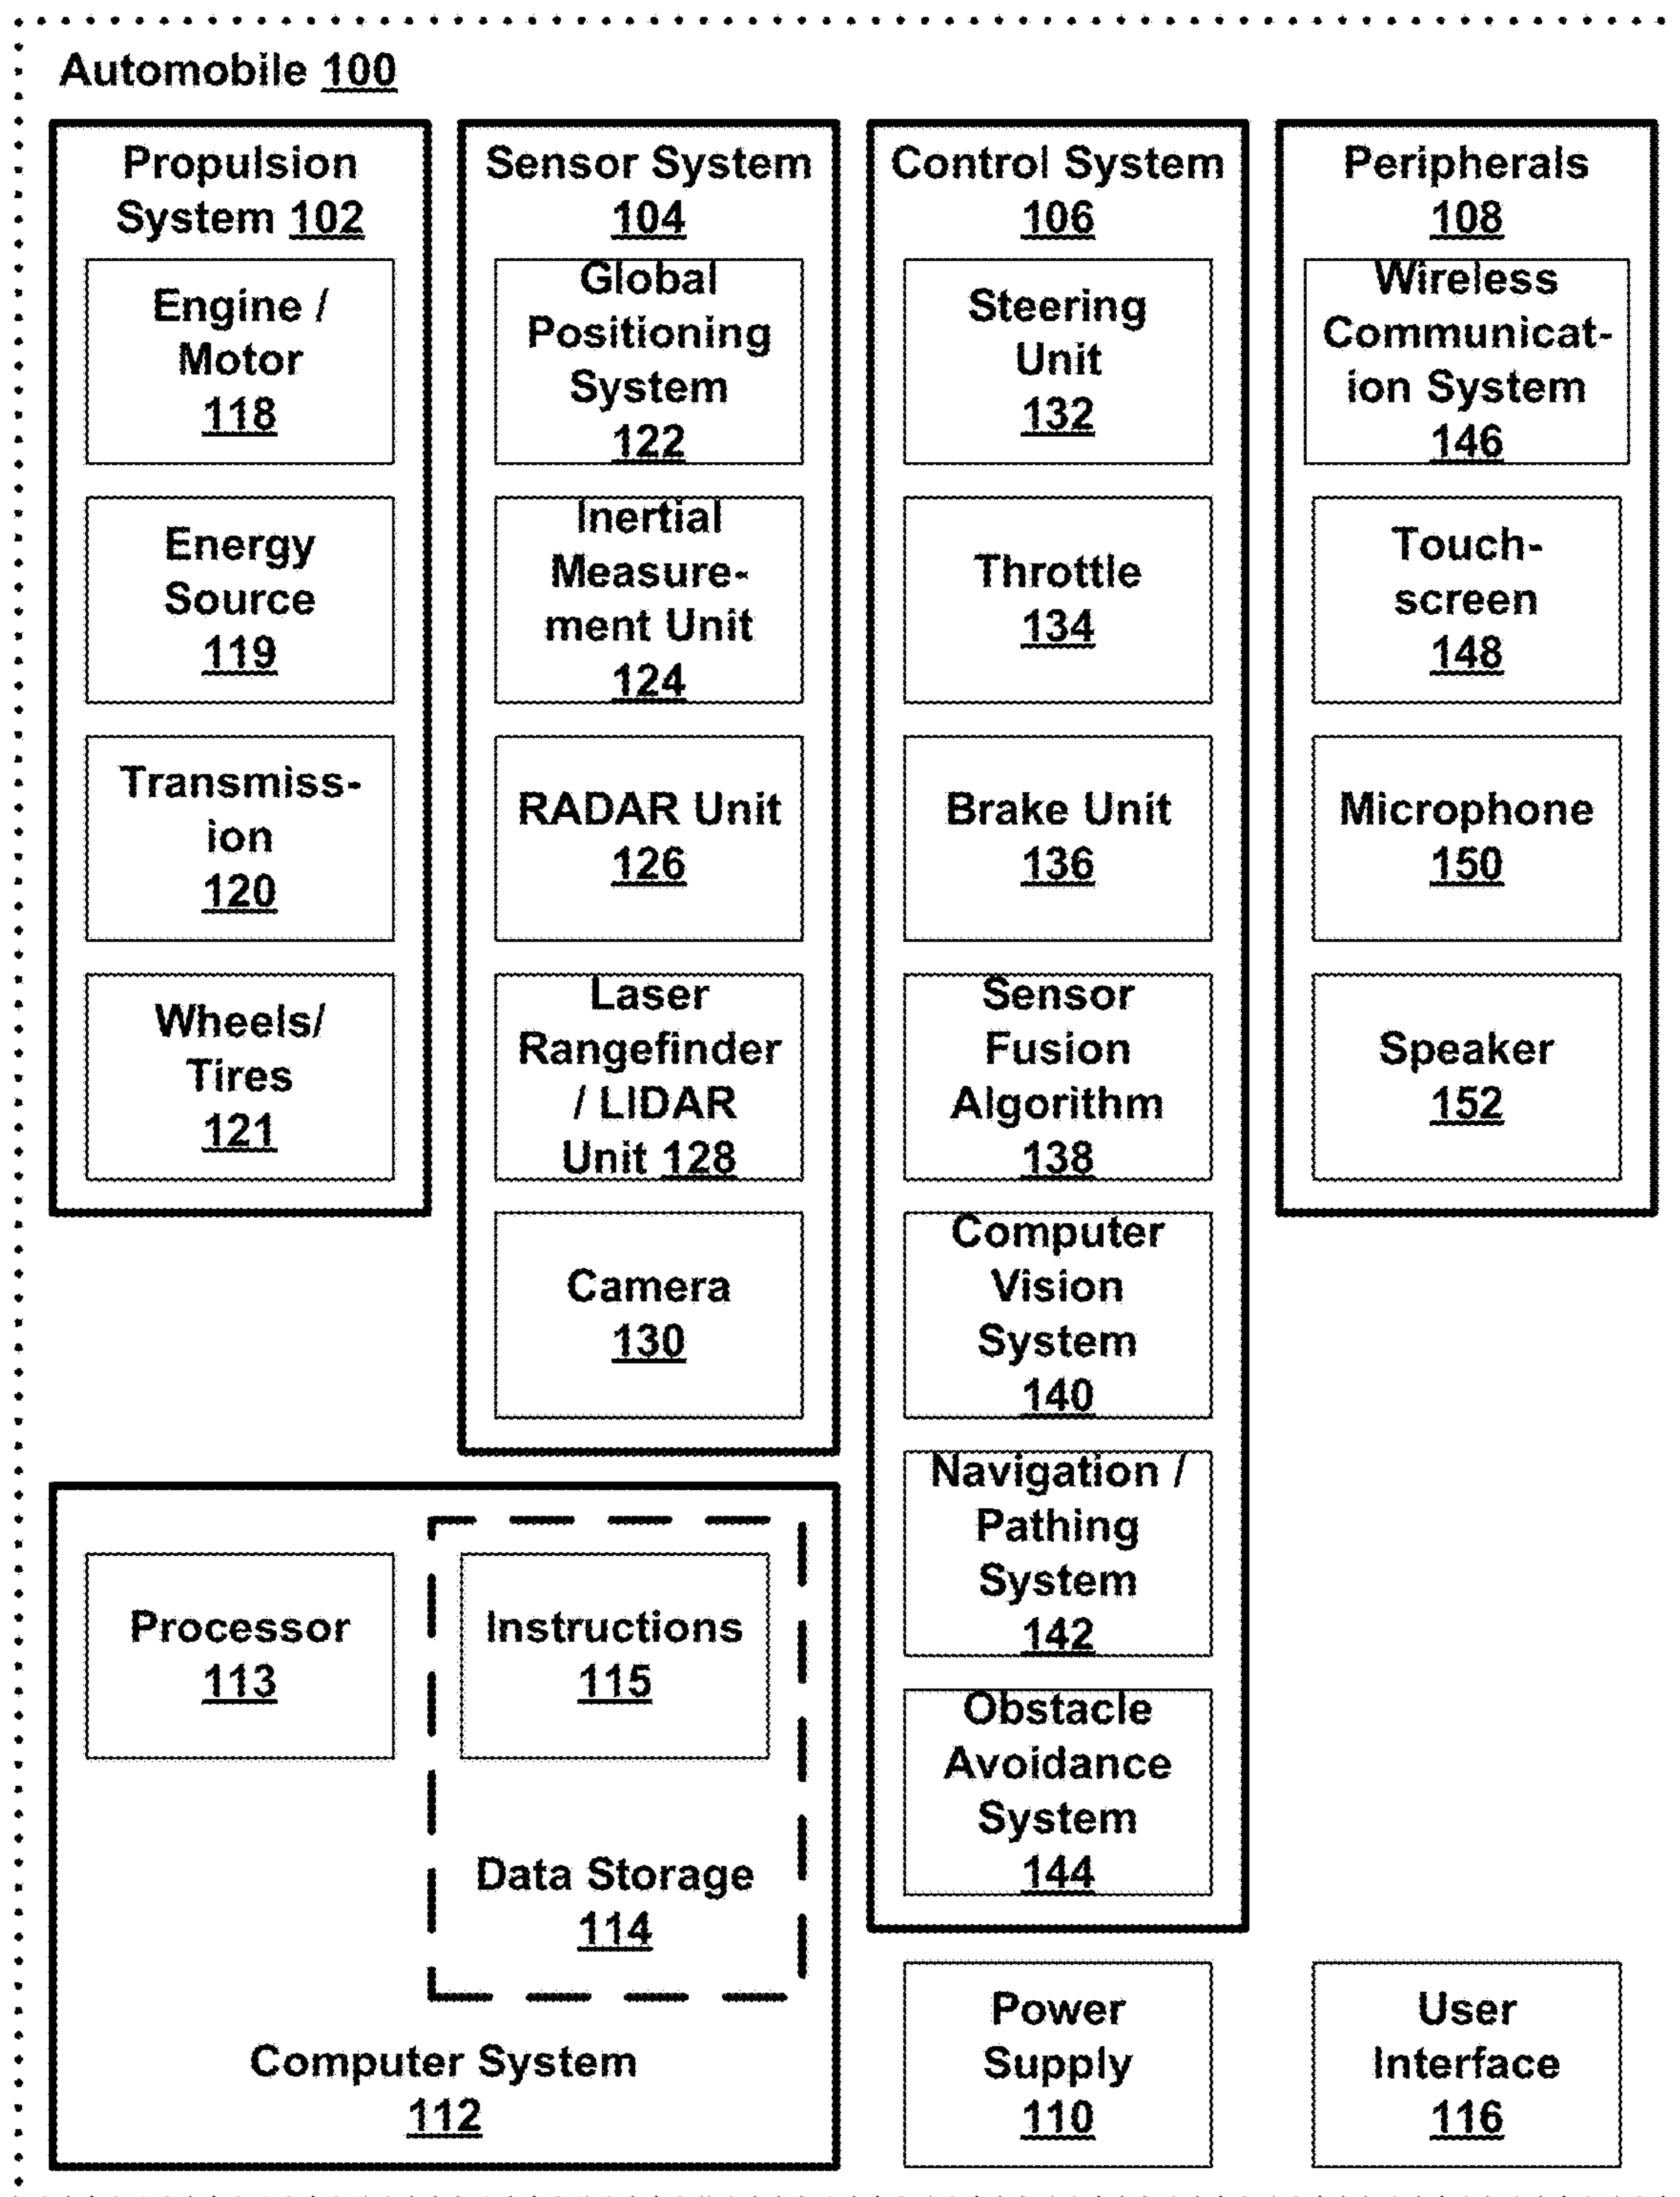 Automobile 100
Propulsion
System 102
Engine /
Motor
118
Energy
Source
119
Transmiss-
ion
120
Wheels/
Tires
121
Sensor System
104
Global
Positioning
System
122
Inertial
Measure-
ment Unit
124
RADAR Unit
126
Laser
Rangefinder
/ LIDAR
Unit 128
Camera
130
Control System
106
Steering
Unit
132
Throttle
134
Brake Unit
136
Sensor
Fusion
Algorithm
138
Computer
Vision
System
140
Navigation /
Pathing
System
142
Obstacle
Avoidance
System
144
Peripherals
108
Wireless
Communicat-
ion System
146
Touch-
screen
148
Microphone
150
Speaker
152
Processor
113
Instructions
115
Data Storage
114
Computer System
112
Power
Supply
110
User
Interface
116